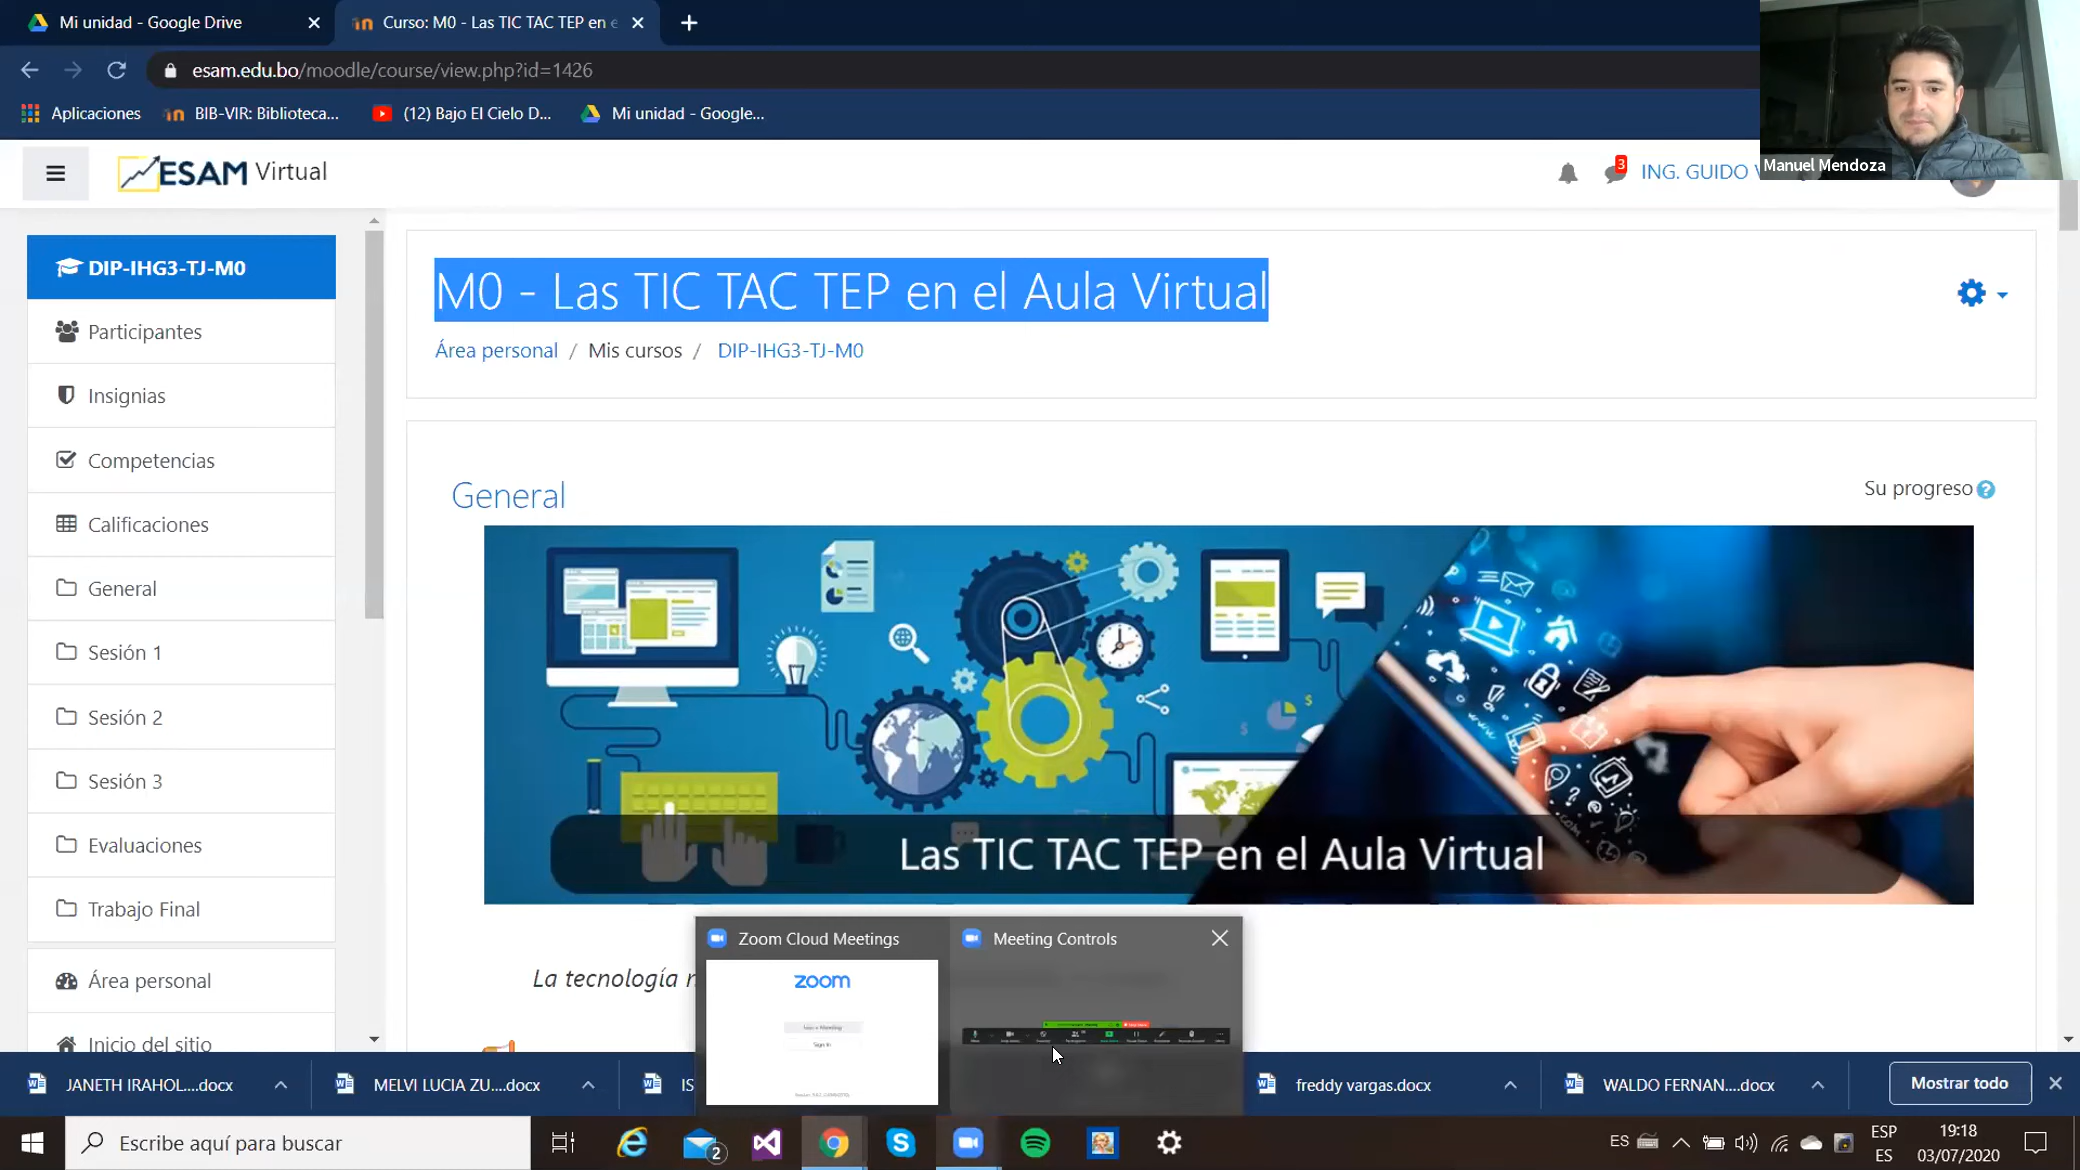 Mi unidad - Google Drive
Curso: M0 - Las TIC TAC TEP en e
esam.edu.bo/moodle/course/view.php?id=1426
Aplicaciones
BIB-VIR: Biblioteca...
(12) Bajo El Cielo D...
Mi unidad - Google...
Manuel Mendoza
ESAM Virtual
3
ING. GUIDO V
DIP-IHG3-TJ-M0
Participantes
Insignias
Competencias
Calificaciones
General
Sesión 1
Sesión 2
Sesión 3
Evaluaciones
Trabajo Final
Área personal
Inicio del sitio
M0 - Las TIC TAC TEP en el Aula Virtual
Área personal / Mis cursos / DIP-IHG3-TJ-M0
General
Su progreso
Las TIC TAC TEP en el Aula Virtual
La tecnología
Zoom Cloud Meetings
zoom
Sign In
Meeting Controls
JANETH IRAHOL....docx
MELVI LUCIA ZU....docx
IS
freddy vargas.docx
WALDO FERNAN....docx
Mostrar todo
Escribe aquí para buscar
2
ES
ESP
ES
19:18
03/07/2020